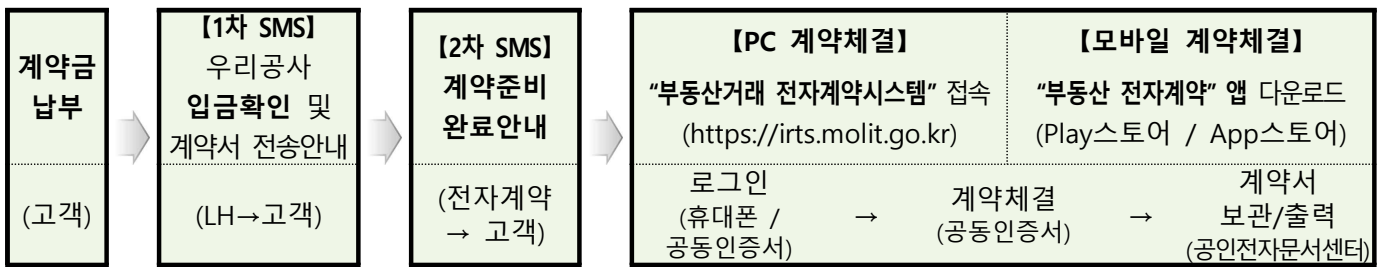 계약금
납부
(고객)
【1차 SMS】
우리공사
입금확인 및
계약서 전송안내
(LH→고객)
【2차 SMS】
계약준비
완료안내
(전자계약
→ 고객)
【PC 계약체결】
“부동산거래 전자계약시스템” 접속
(https://irts.molit.go.kr)
【모바일 계약체결】
“부동산 전자계약” 앱 다운로드
(Play스토어 / App스토어)
로그인
(휴대폰 /
공동인증서)
→
계약체결
(공동인증서)
→
계약서
보관/출력
(공인전자문서센터)